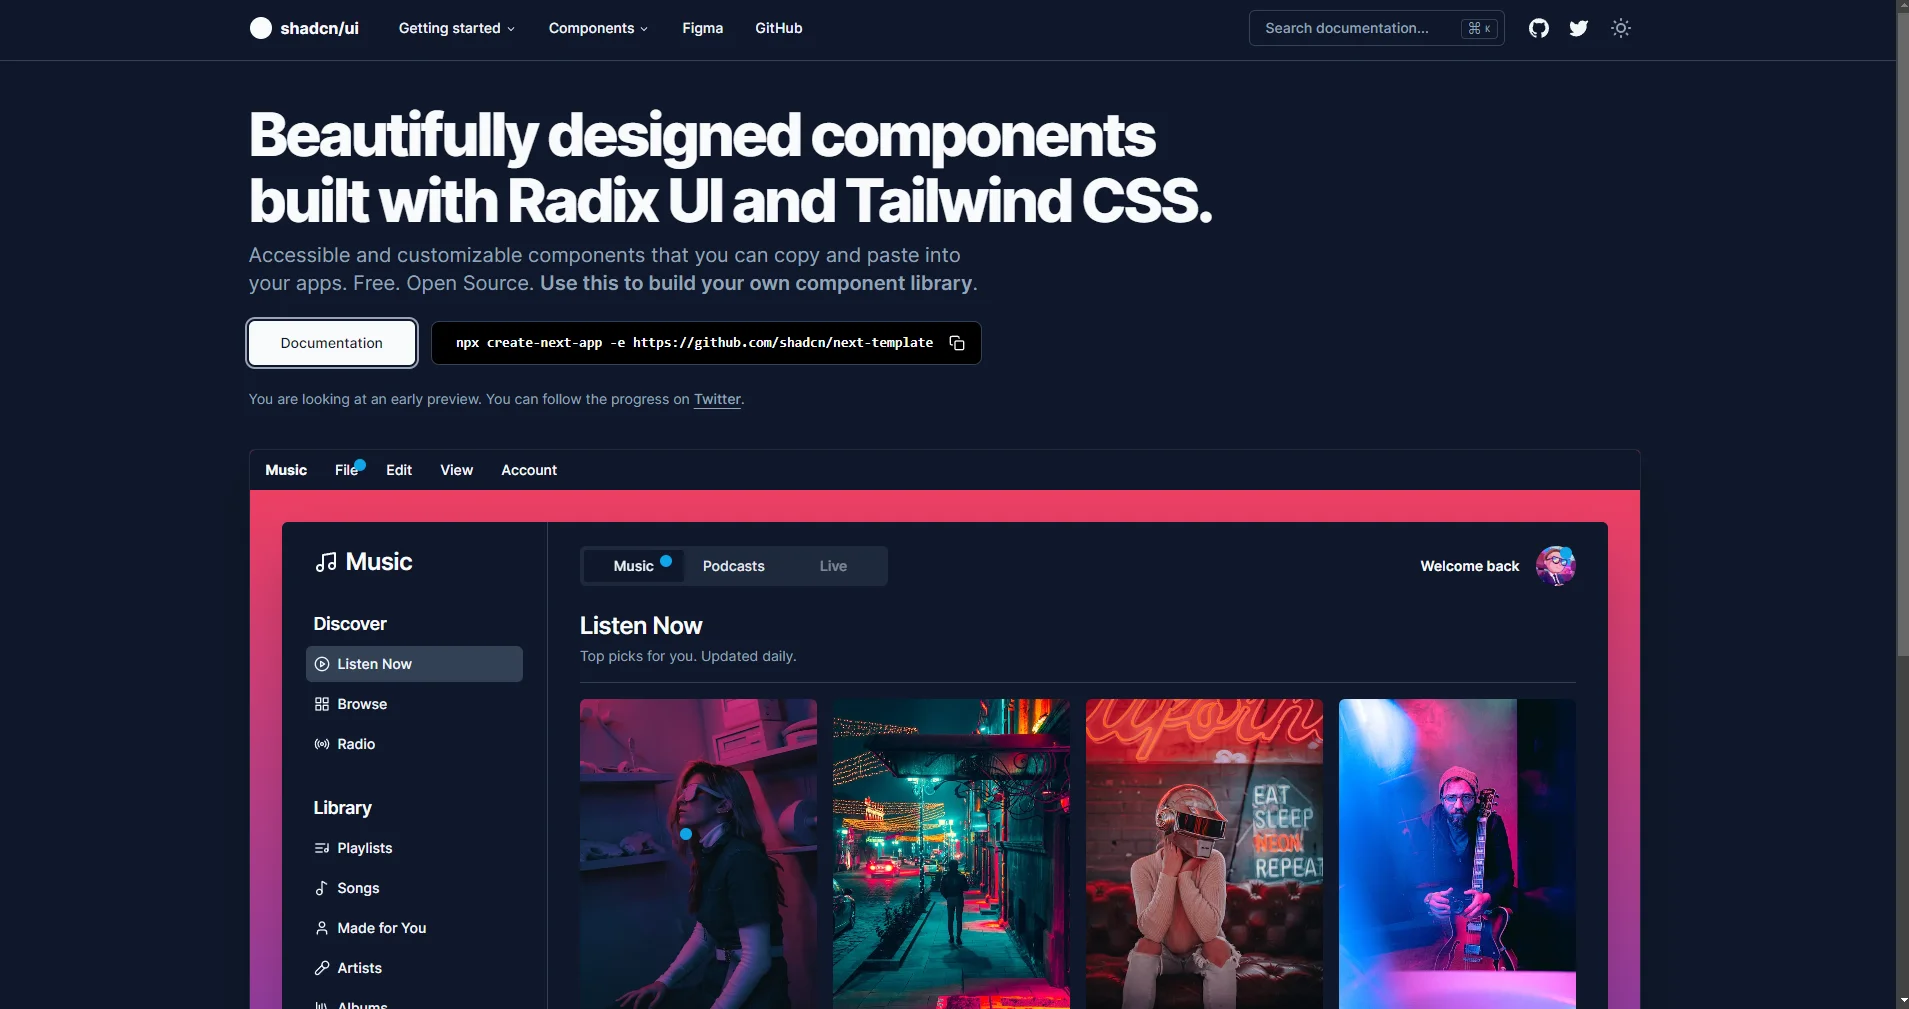 shadcn/ui Getting started Components Figma GitHub Search documentation... ⌘ K
Beautifully designed components
built with Radix UI and Tailwind CSS.
Accessible and customizable components that you can copy and paste into
your apps. Free. Open Source. Use this to build your own component library.
Documentation npx create-next-app -e https://github.com/shadcn/next-template
You are looking at an early preview. You can follow the progress on Twitter.
Music File Edit View Account
Music
Discover
Listen Now
Browse
Radio
Library
Playlists
Songs
Made for You
Artists
Albums
Music Podcasts Live Welcome back
Listen Now
Top picks for you. Updated daily.
EAT
SLEEP
NEON
REPEAT